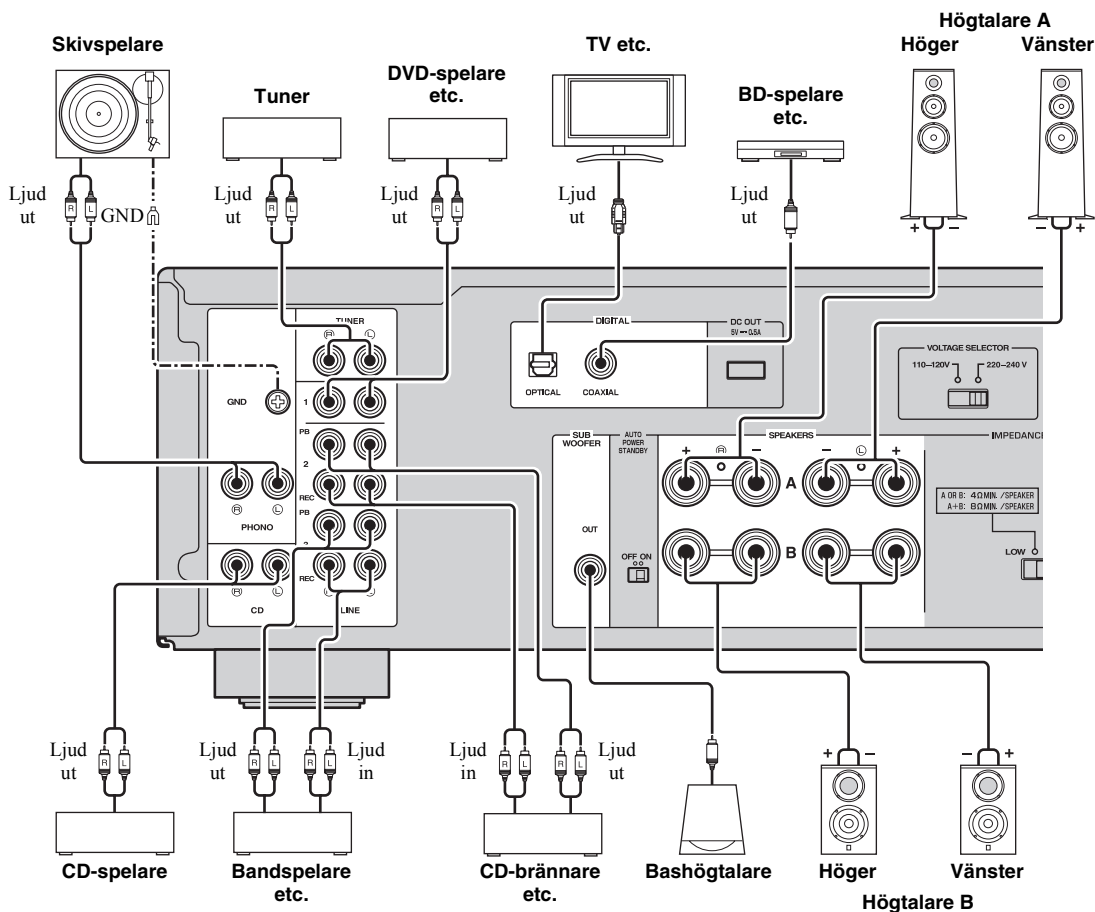 Högtalare A
Skivspelare
TV etc.
Höger
Vänster
DVD-spelare
etc.
Tuner
BD-spelare
etc.
Ljud
ut
GND
R
L
Ljud
ut
R
L
Ljud
ut
R
L
Ljud
ut
Ljud
ut
+ −
− +
TUNER
R
L
GND
1
PB
2
REC
PB
3
REC
R
L
PHONO
R
L
CD
LINE
DIGITAL
OPTICAL
COAXIAL
DC OUT
5V 0.5A
VOLTAGE SELECTOR
110–120V
220–240 V
SUB
WOOFER
OUT
AUTO
POWER
STANDBY
OFF ON
SPEAKERS
+ R −
− L +
A
B
IMPEDANCE
A OR B: 4ΩMIN. /SPEAKER
A+B: 8ΩMIN. /SPEAKER
LOW
Ljud
ut
R
L
Ljud
ut
R
L
R
L
Ljud
in
Ljud
in
R
L
R
L
Ljud
ut
+ −
− +
CD-spelare
Bandspelare
etc.
CD-brännare
etc.
Bashögtalare
Höger
Vänster
Högtalare B